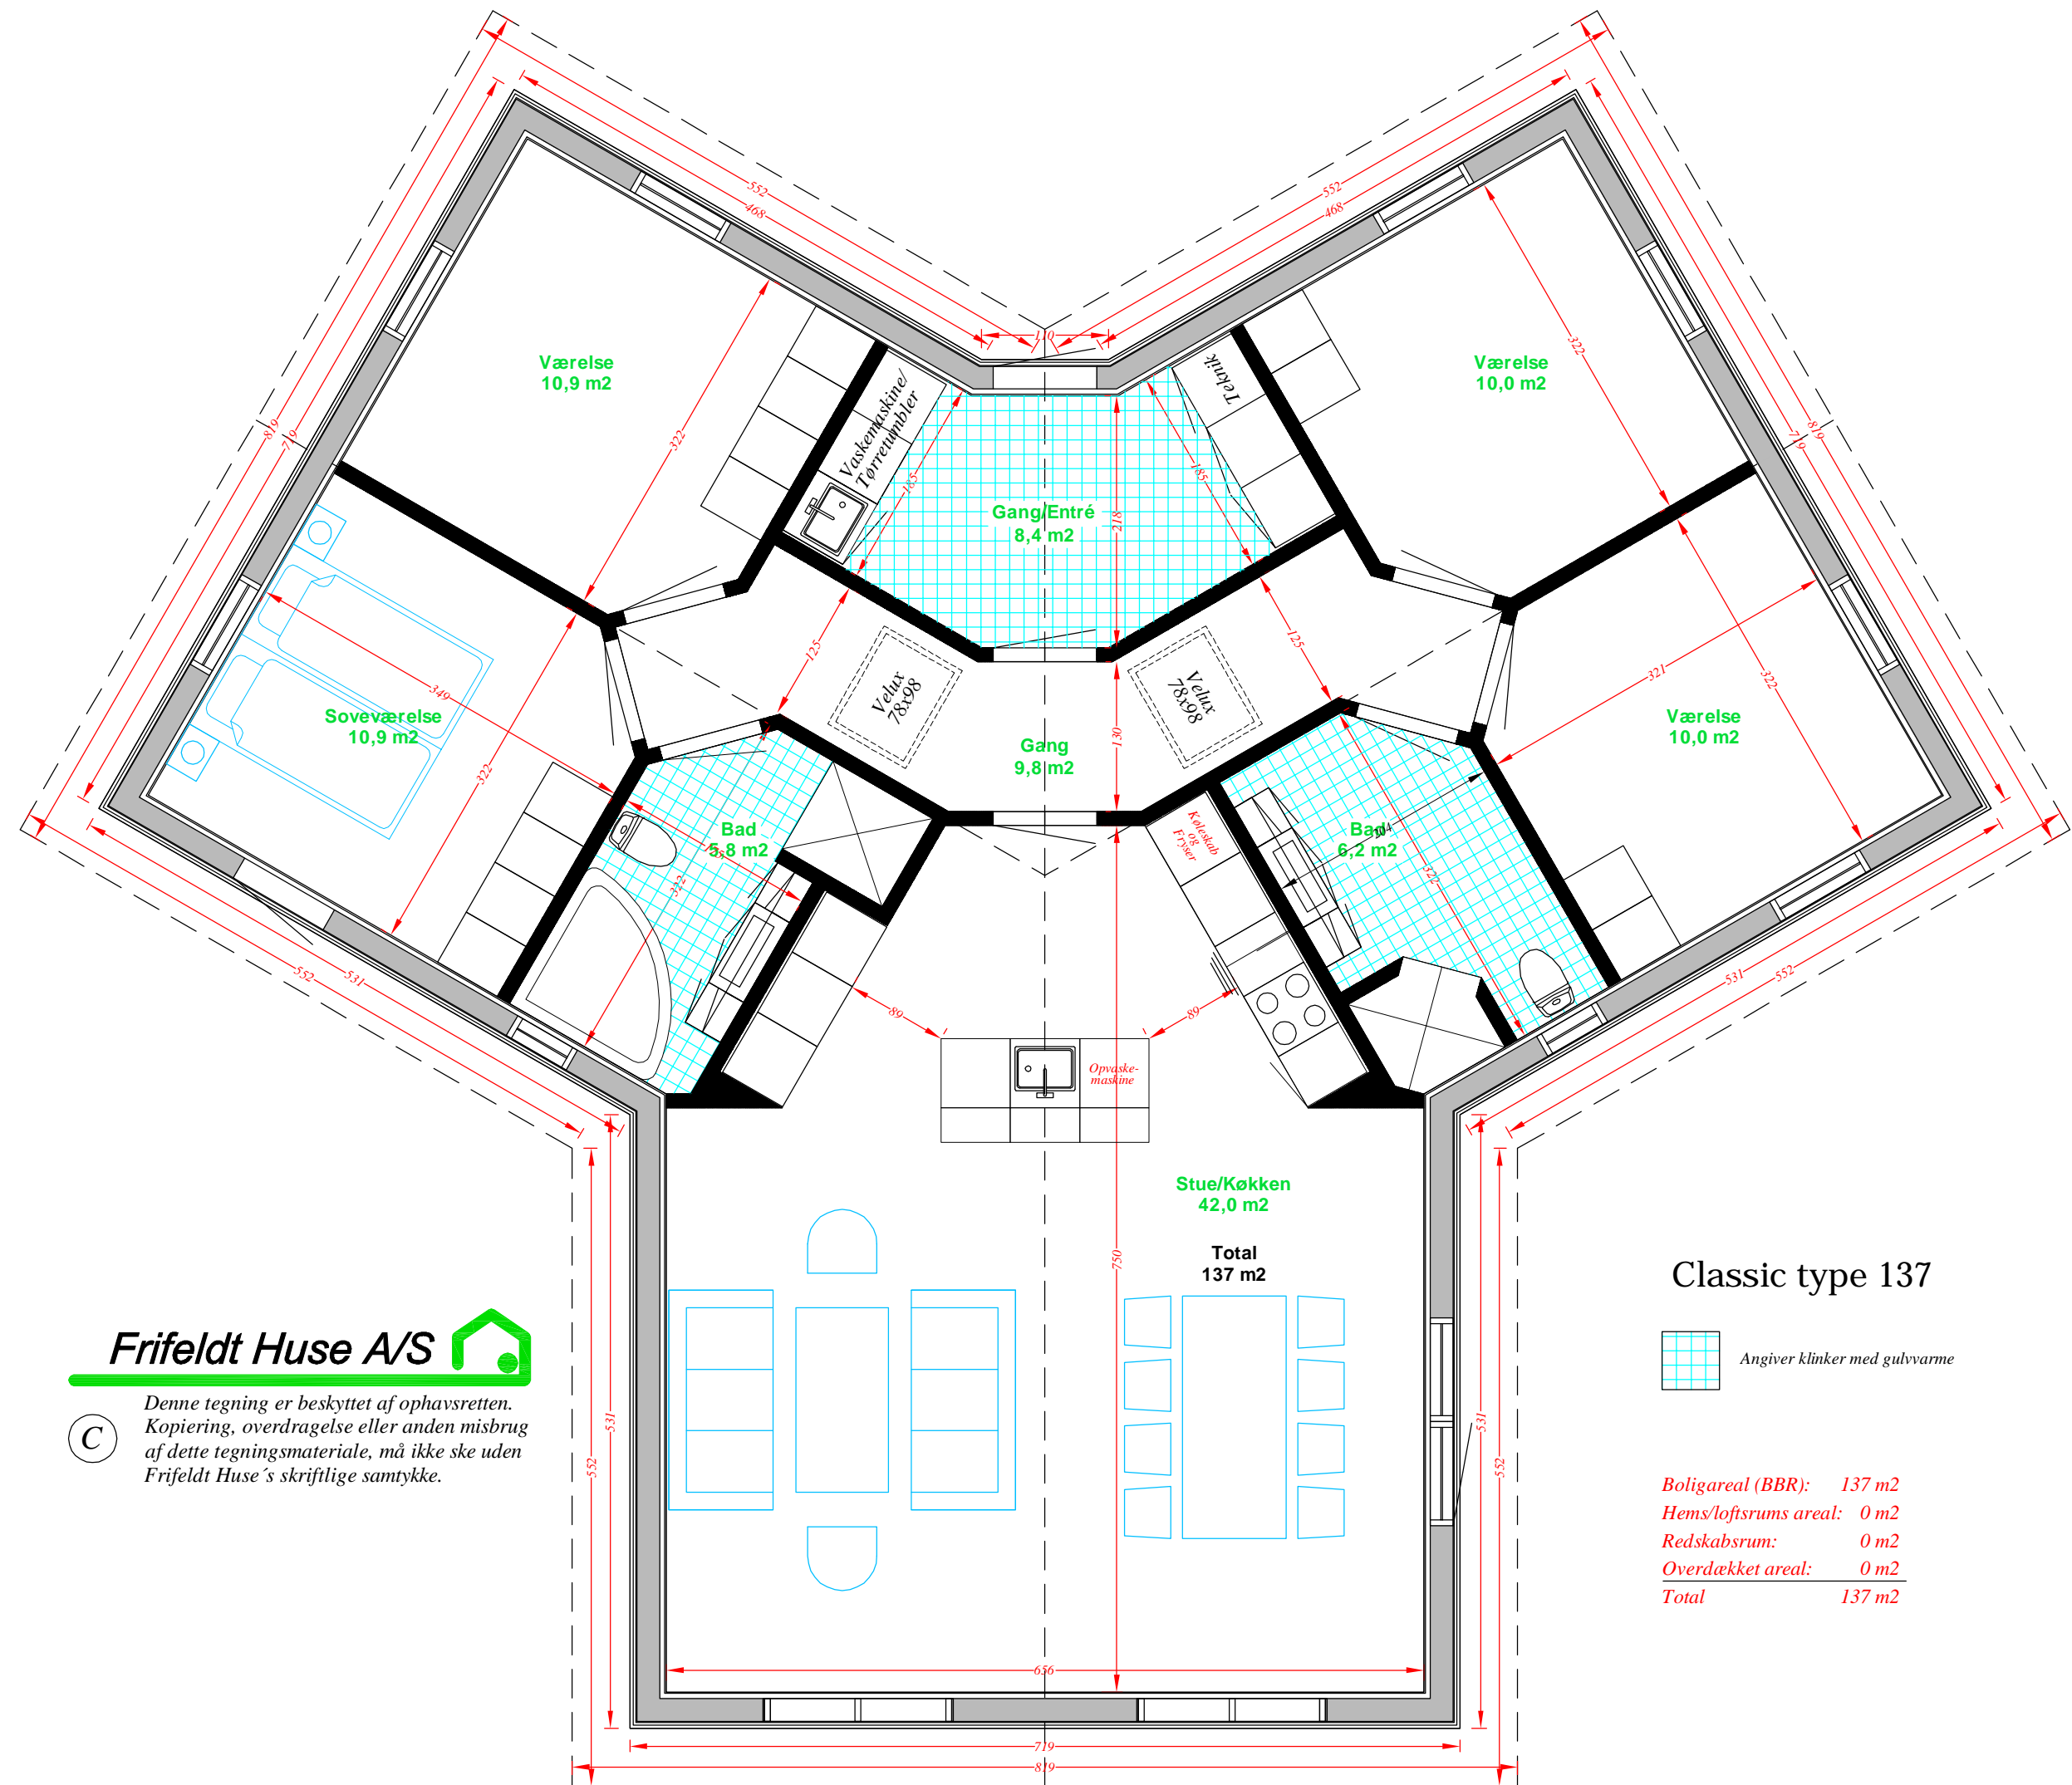 552
468
552
468
110
819
719
719
819
Værelse
10,9 m2
322
Vaskemaskine/
Tørretumbler
185
Gang/Entré
8,4 m2
218
185
Teknik
Værelse
10,0 m2
322
Soveværelse
10,9 m2
349
322
125
Velux
78x98
Gang
9,8 m2
130
Velux
78x98
125
321
322
Værelse
10,0 m2
Bad
5,8 m2
322
Køleskab
og
Fryser
Bad
6,2 m2
322
552
531
89
89
531
552
Opvaske-
maskine
Stue/Køkken
42,0 m2
Total
137 m2
750
531
552
531
552
656
719
819
Frifeldt Huse A/S
C
Denne tegning er beskyttet af ophavsretten.
Kopiering, overdragelse eller anden misbrug
af dette tegningsmateriale, må ikke ske uden
Frifeldt Huse´s skriftlige samtykke.
Classic type 137
Angiver klinker med gulvvarme
Boligareal (BBR): 137 m2
Hems/loftsrums areal: 0 m2
Redskabsrum: 0 m2
Overdækket areal: 0 m2
Total 137 m2